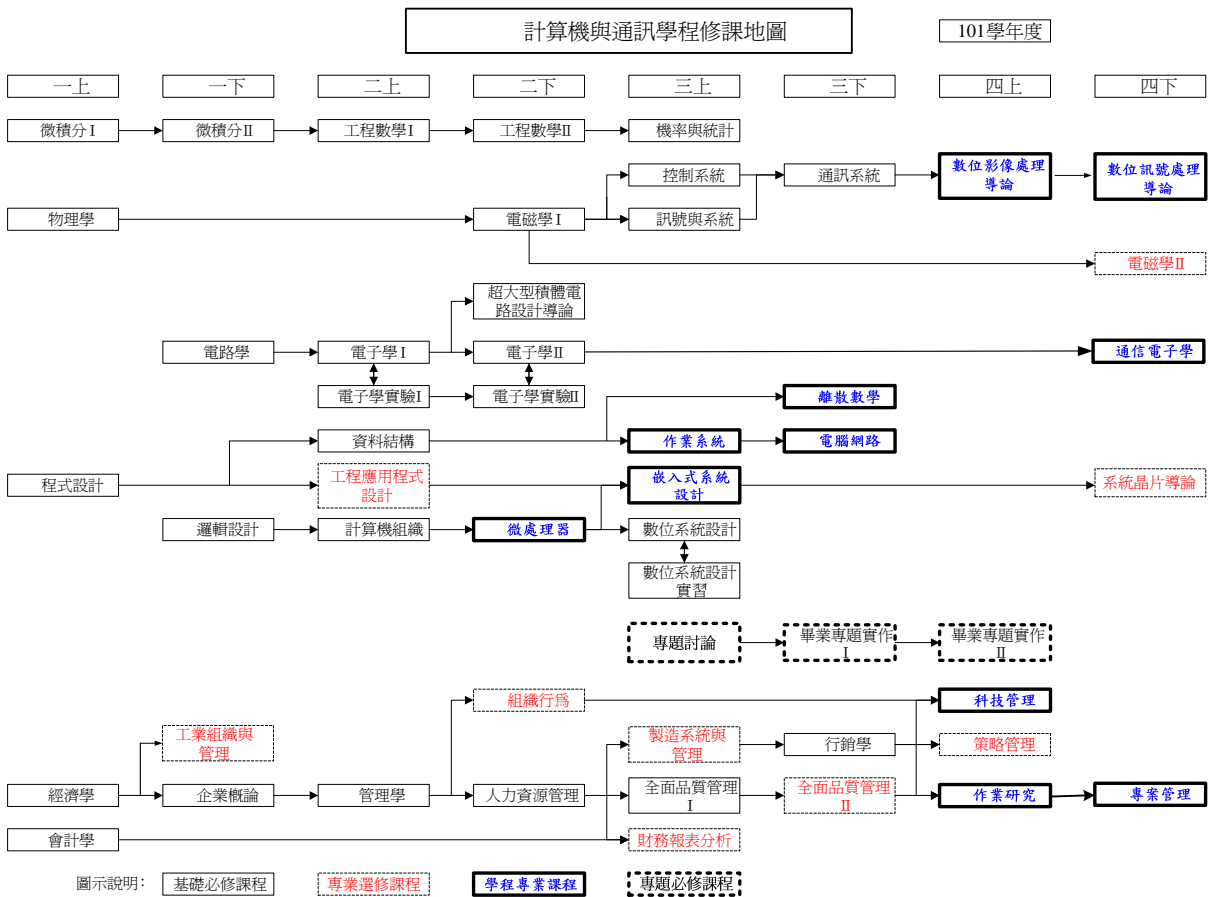 計算機與通訊學程修課地圖
101學年度
一上
一下
二上
二下
三上
三下
四上
四下
微積分I
微積分II
工程數學I
工程數學II
機率與統計
控制系統
通訊系統
數位影像處理
導論
數位訊號處理
導論
物理學
電磁學I
訊號與系統
電磁學II
超大型積體電
路設計導論
電路學
電子學I
電子學II
通信電子學
電子學實驗I
電子學實驗II
離散數學
資料結構
作業系統
電腦網路
程式設計
工程應用程式
設計
嵌入式系統
設計
系統晶片導論
邏輯設計
計算機組織
微處理器
數位系統設計
數位系統設計
實習
專題討論
畢業專題實作
I
畢業專題實作
II
組織行為
科技管理
工業組織與
管理
製造系統與
管理
行銷學
策略管理
經濟學
企業概論
管理學
人力資源管理
全面品質管理
I
全面品質管理
II
作業研究
專案管理
會計學
財務報表分析
圖示說明:
基礎必修課程
專業選修課程
學程專業課程
專題必修課程